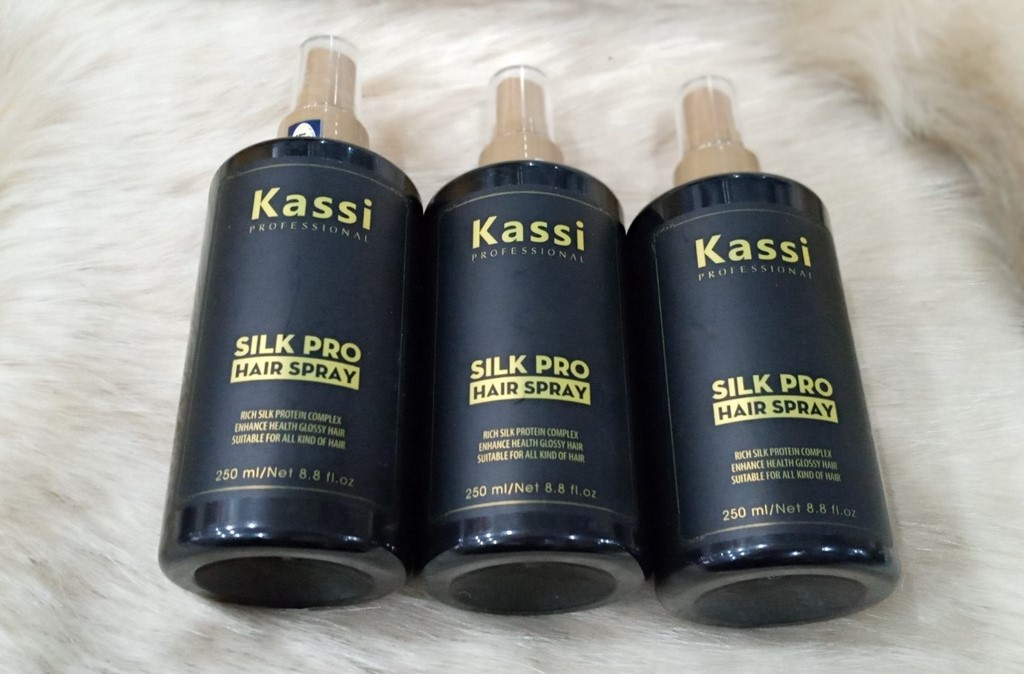 Kassi
PROFESSIONAL
SILK PRO
HAIR SPRAY
RICH SILK PROTEIN COMPLEX
ENHANCE HEALTH GLOSSY HAIR
SUITABLE FOR ALL KIND OF HAIR
250 ml/Net 8.8 fl.oz
Kassi
PROFESSIONAL
SILK PRO
HAIR SPRAY
RICH SILK PROTEIN COMPLEX
ENHANCE HEALTH GLOSSY HAIR
SUITABLE FOR ALL KIND OF HAIR
250 ml/Net 8.8 fl.oz
Kassi
PROFESSIONAL
SILK PRO
HAIR SPRAY
RICH SILK PROTEIN COMPLEX
ENHANCE HEALTH GLOSSY HAIR
SUITABLE FOR ALL KIND OF HAIR
250 ml/Net 8.8 fl.oz